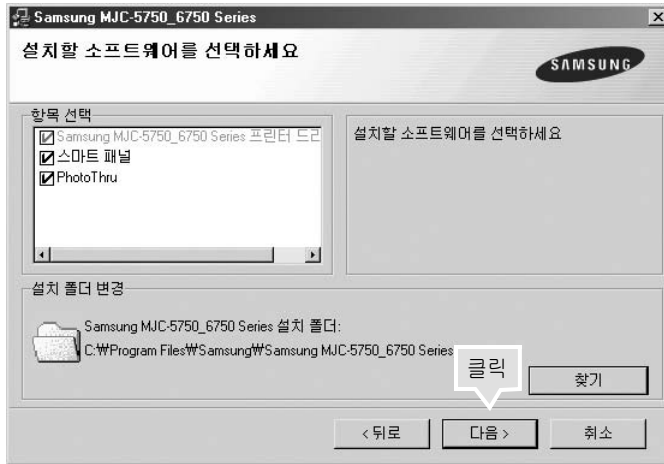 Samsung MJC-5750_6750 Series
설치할 소프트웨어를 선택하세요
SAMSUNG
항목 선택
Samsung MJC-5750_6750 Series 프린터 드라
스마트 패널
PhotoThru
설치할 소프트웨어를 선택하세요
설치 폴더 변경
Samsung MJC-5750_6750 Series 설치 폴더:
C:₩Program Files₩Samsung₩Samsung MJC-5750_6750 Series
클릭
찾기
< 뒤로
다음 >
취소